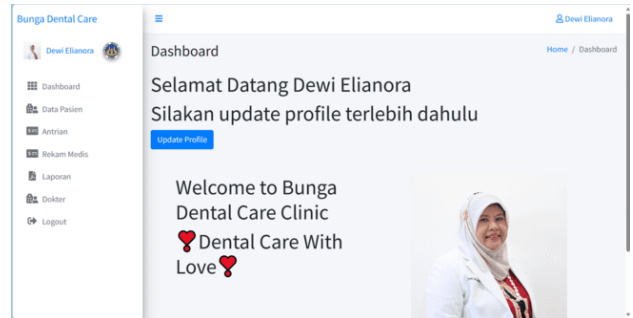 Bunga Dental Care
Dewi Elianora
Dewi Elianora
Dashboard
Data Pasien
Antrian
Rekam Medis
Laporan
Dokter
Logout
Dashboard
Home / Dashboard
Selamat Datang Dewi Elianora
Silakan update profile terlebih dahulu
Update Profile
Welcome to Bunga
Dental Care Clinic
❣Dental Care With
Love❣